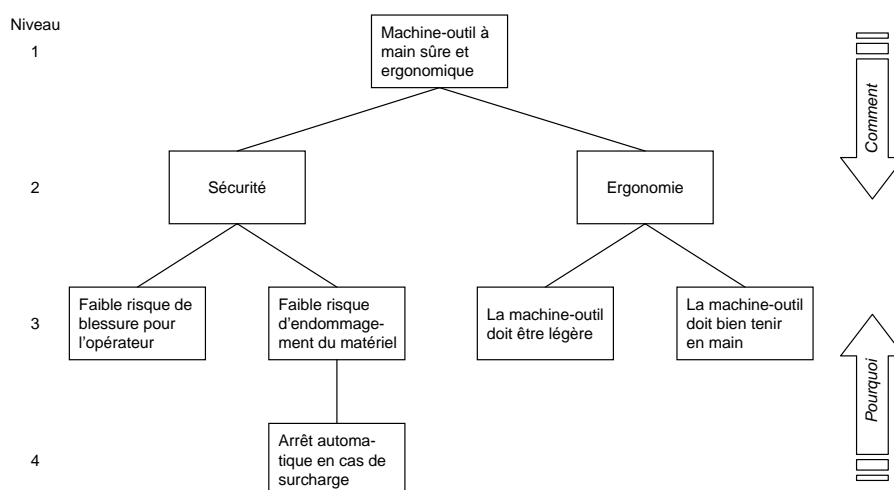 Niveau
1
Machine-outil à
main sûre et
ergonomique
Comment
2
Sécurité
Ergonomie
3
Faible risque de
blessure pour
l'opérateur
Faible risque
d'endommage-
ment du matériel
La machine-outil
doit être légère
La machine-outil
doit bien tenir
en main
Pourquoi
4
Arrêt automa-
tique en cas de
surcharge